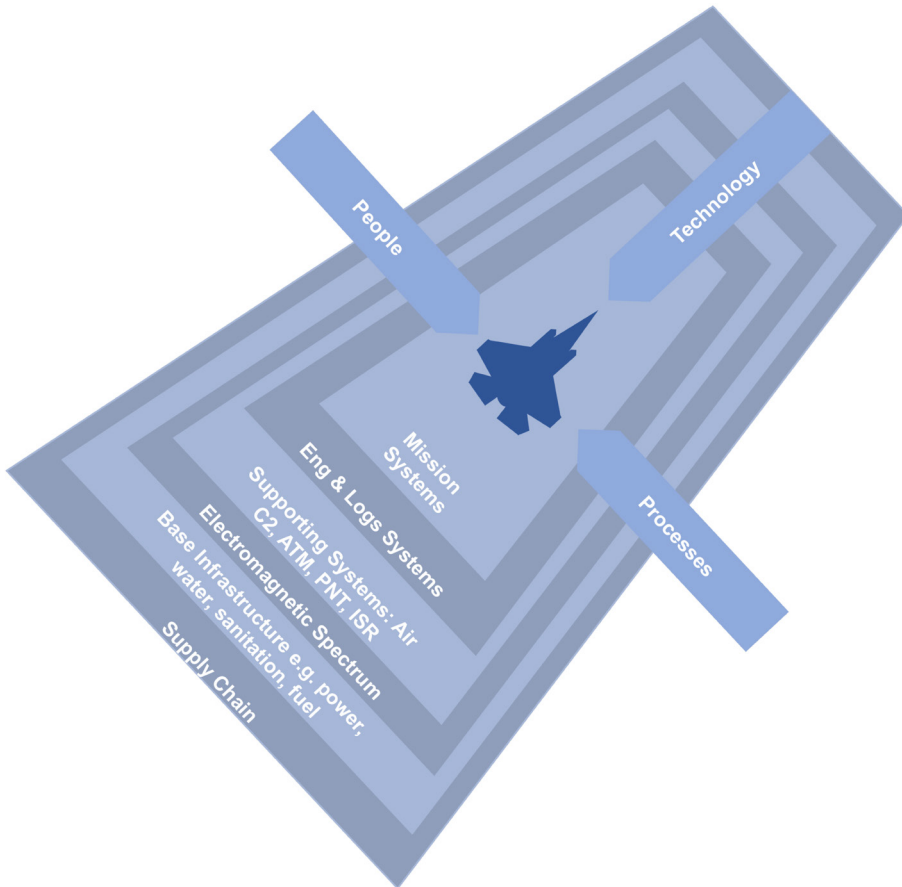 People
Technology
Processes
Mission
Systems
Eng & Logs Systems
Supporting Systems: Air
C2, ATM, PNT, ISR
Electromagnetic Spectrum
Base Infrastructure e.g. power,
water, sanitation, fuel
Supply Chain